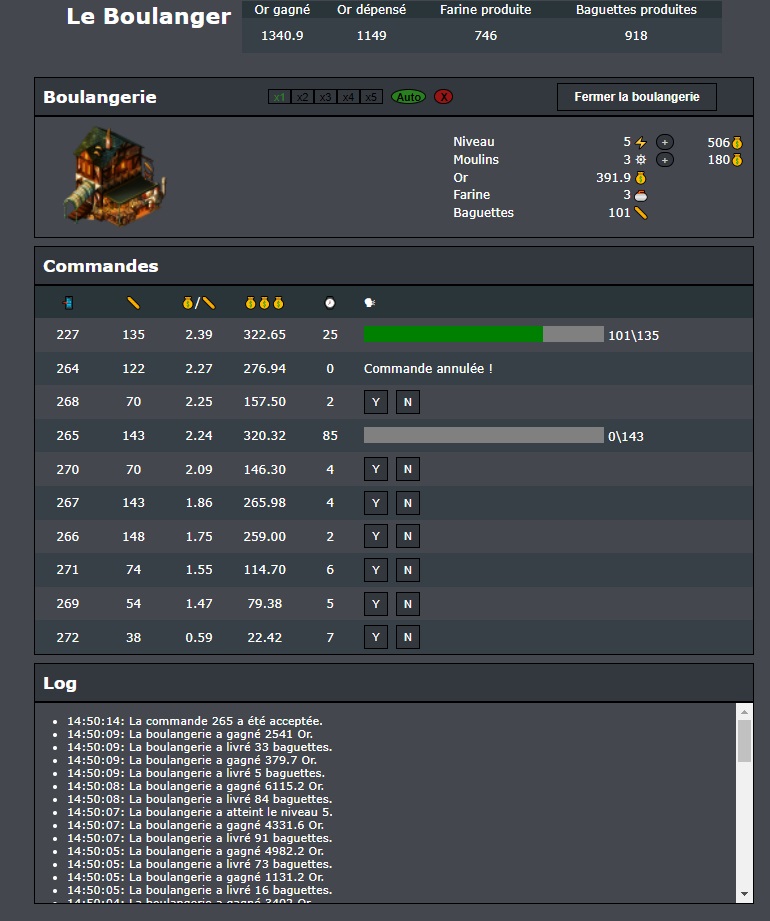 Le Boulanger
Or gagné Or dépensé Farine produite Baguettes produites
1340.9 1149 746 918
Boulangerie x1 x2 x3 x4 x5 Auto X Fermer la boulangerie
Niveau 5 + 506
Moulins 3 + 180
Or 391.9
Farine 3
Baguettes 101
Commandes
/
227 135 2.39 322.65 25 101\135
264 122 2.27 276.94 0 Commande annulée !
268 70 2.25 157.50 2 Y N
265 143 2.24 320.32 85 0\143
270 70 2.09 146.30 4 Y N
267 143 1.86 265.98 4 Y N
266 148 1.75 259.00 2 Y N
271 74 1.55 114.70 6 Y N
269 54 1.47 79.38 5 Y N
272 38 0.59 22.42 7 Y N
Log
14:50:14: La commande 265 a été acceptée.
14:50:09: La boulangerie a gagné 2541 Or.
14:50:09: La boulangerie a livré 33 baguettes.
14:50:09: La boulangerie a gagné 379.7 Or.
14:50:09: La boulangerie a livré 5 baguettes.
14:50:08: La boulangerie a gagné 6115.2 Or.
14:50:08: La boulangerie a livré 84 baguettes.
14:50:07: La boulangerie a atteint le niveau 5.
14:50:07: La boulangerie a gagné 4331.6 Or.
14:50:07: La boulangerie a livré 91 baguettes.
14:50:05: La boulangerie a gagné 4982.2 Or.
14:50:05: La boulangerie a livré 73 baguettes.
14:50:05: La boulangerie a gagné 1131.2 Or.
14:50:05: La boulangerie a livré 16 baguettes.
14:50:04: La boulangerie a gagné 3402 Or.